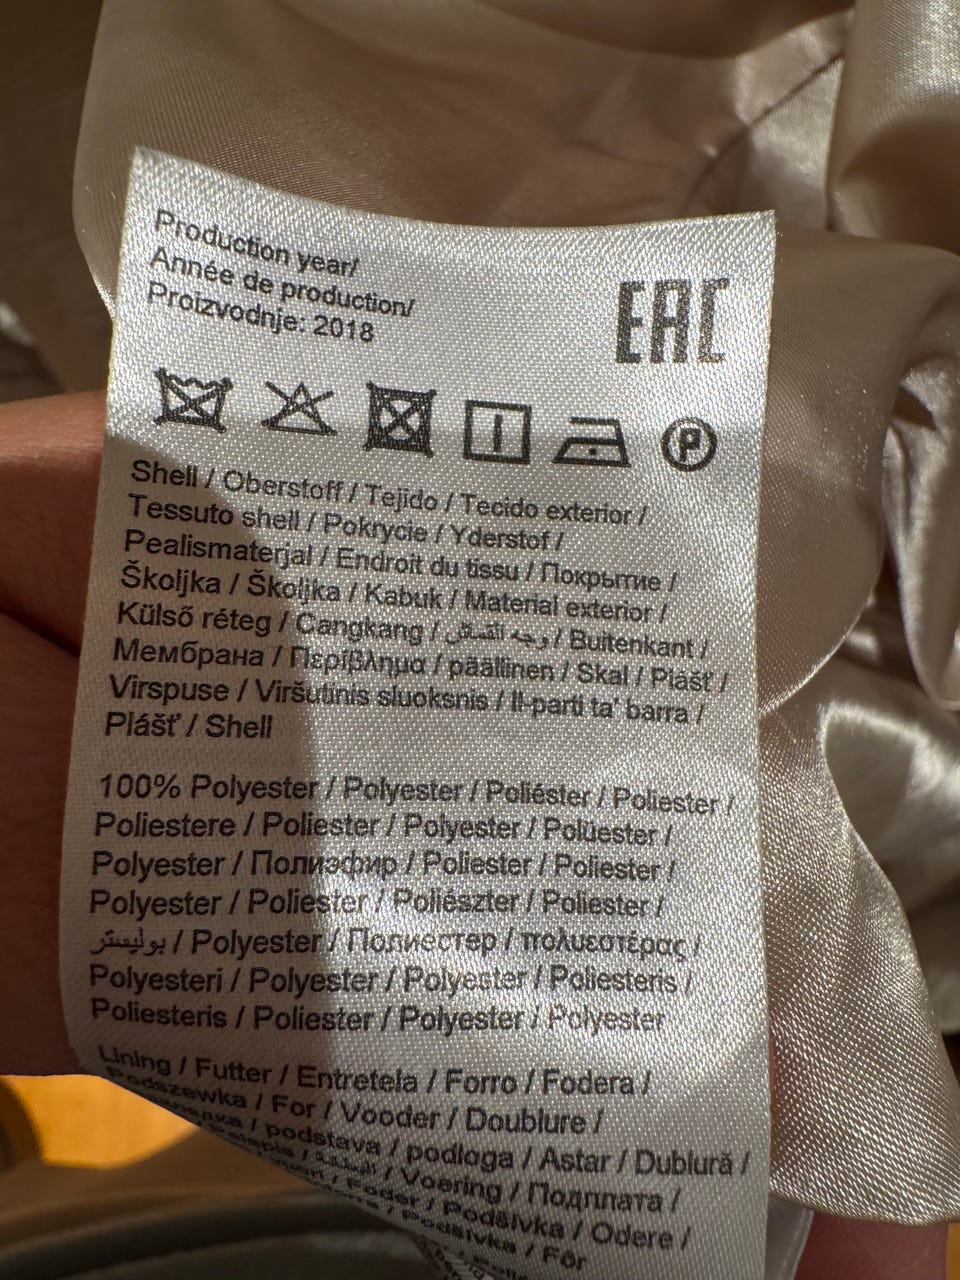 Production year/
Année de production/
Proizvodnje: 2018
EAC
P
Shell / Oberstoff / Tejido / Tecido exterior /
Tessuto shell / Pokrycie / Yderstof /
Pealismaterjal / Endroit du tissu / Покрытие /
Školjka / Školjka / Kabuk / Material exterior /
Külső réteg / Cangkang / وجه القماش / Buitenkant /
Мембрана / Περίβλημα / päällinen / Skal / Plášť /
Virspuse / Viršutinis sluoksnis / Il-parti ta' barra /
Plášť / Shell
100% Polyester / Polyester / Poliéster / Poliester /
Poliestere / Poliester / Polyester / Polüester /
Polyester / Полиэфир / Poliester / Poliester /
Polyester / Poliester / Poliészter / Poliester /
بوليستر / Polyester / Полиестер / πολυεστέρας /
Polyesteri / Polyester / Polyester / Poliesteris /
Poliesteris / Poliester / Polyester / Polyester
Lining / Futter / Entretela / Forro / Fodera /
Podszewka / For / Vooder / Doublure /
/ podstava / podloga / Astar / Dublură /
/ Voering / Подплата /
/ Foder / Podšívka / Odere /
/ Podšívka / För